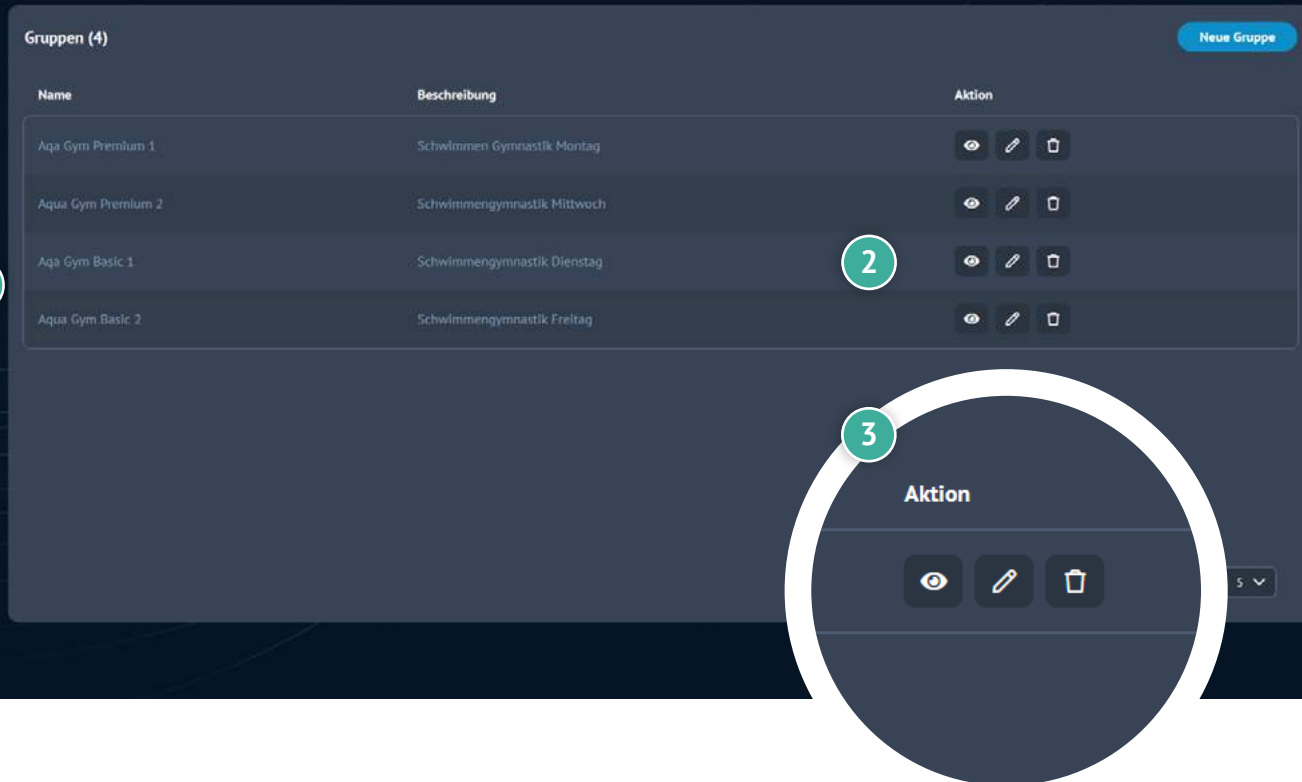 Gruppen (4)
Neue Gruppe
Name Beschreibung Aktion
Aqa Gym Premium 1 Schwimmen Gymnastik Montag
Aqua Gym Premium 2 Schwimmengymnastik Mittwoch
Aqa Gym Basic 1 Schwimmengymnastik Dienstag
2
Aqua Gym Basic 2 Schwimmengymnastik Freitag
3
Aktion
5